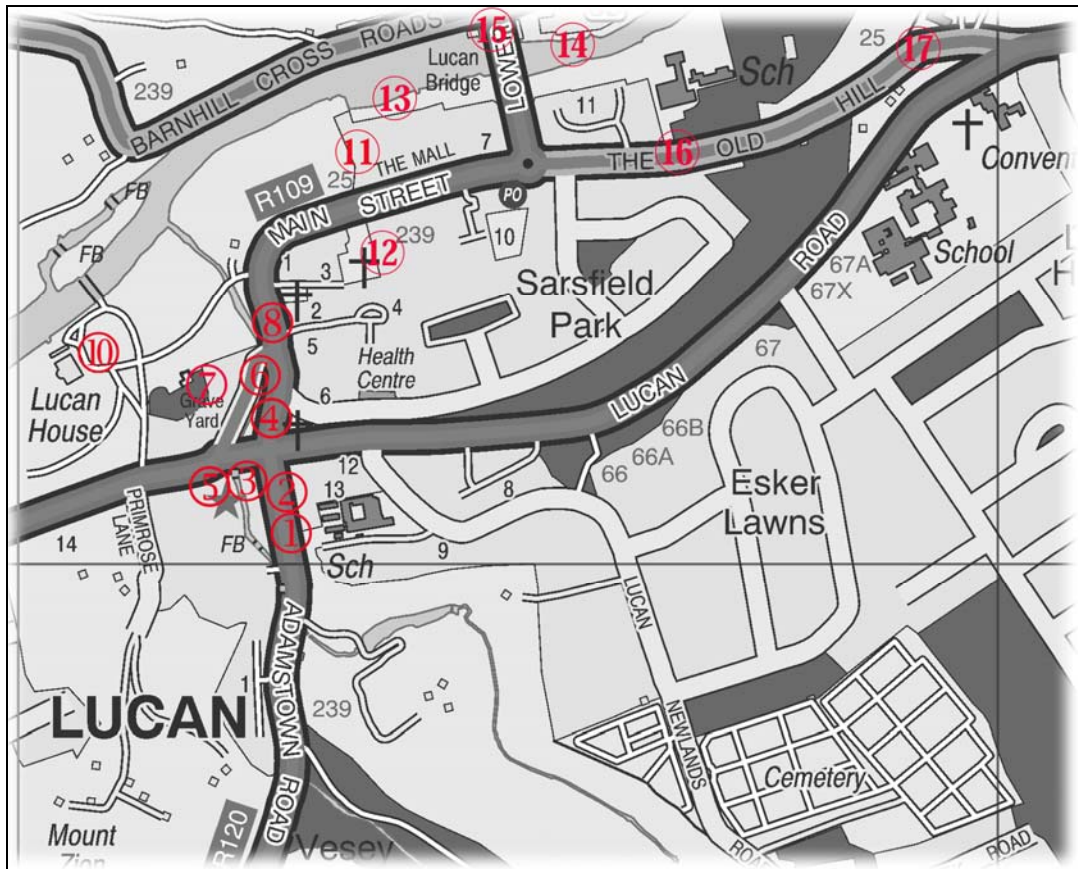 BARNHILL CROSS ROADS
LOWER
15
14
17
25
239
Lucan
Bridge
Sch
13
11
THE OLD HILL
16
11
THE MALL
7
Convent
R109
25
MAIN STREET
PO
FB
FB
1
3
12
239
10
School
67A
67X
Sarsfield
Park
ROAD
H
2
4
8
5
Health
Centre
67
10
7
6
6
Grave
Yard
Lucan
House
4
LUCAN
66B
66A
66
12
8
5
3
2
13
1
Esker
Lawns
PRIMROSE
LANE
14
FB
Sch
9
LUCAN
NEWLANDS
ROAD
1
LUCAN
239
ADAMSTOWN ROAD
Cemetery
Mount
Zion
R120
Vesey
ROAD